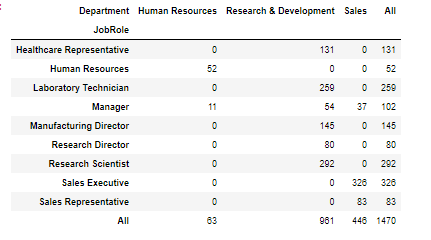 Department Human Resources Research & Development Sales All
JobRole
Healthcare Representative 0 131 0 131
Human Resources 52 0 0 52
Laboratory Technician 0 259 0 259
Manager 11 54 37 102
Manufacturing Director 0 145 0 145
Research Director 0 80 0 80
Research Scientist 0 292 0 292
Sales Executive 0 0 326 326
Sales Representative 0 0 83 83
All 63 961 446 1470